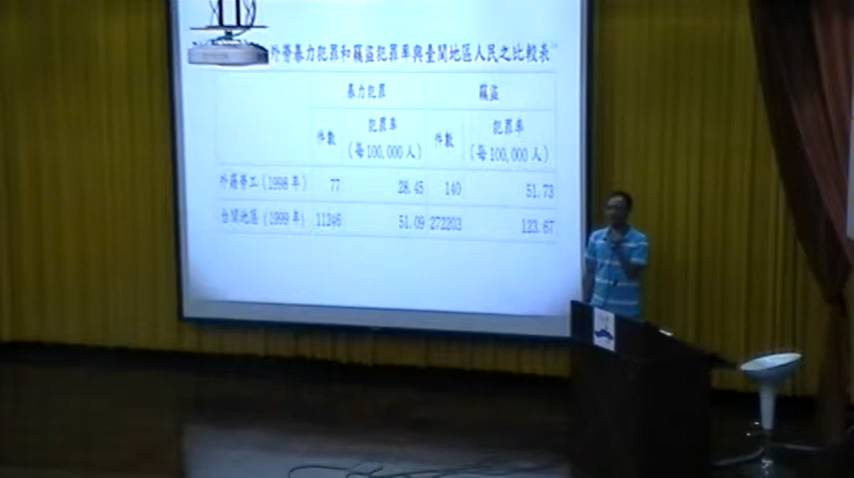 外勞暴力犯罪和竊盜犯罪率與臺閩地區人民之比較表
暴力犯罪 竊盜
件數 犯罪率 (每100,000人) 件數 犯罪率 (每100,000人)
外籍勞工 (1998年) 77 28.45 140 51.73
台閩地區 (1999年) 11246 51.09 272203 123.67